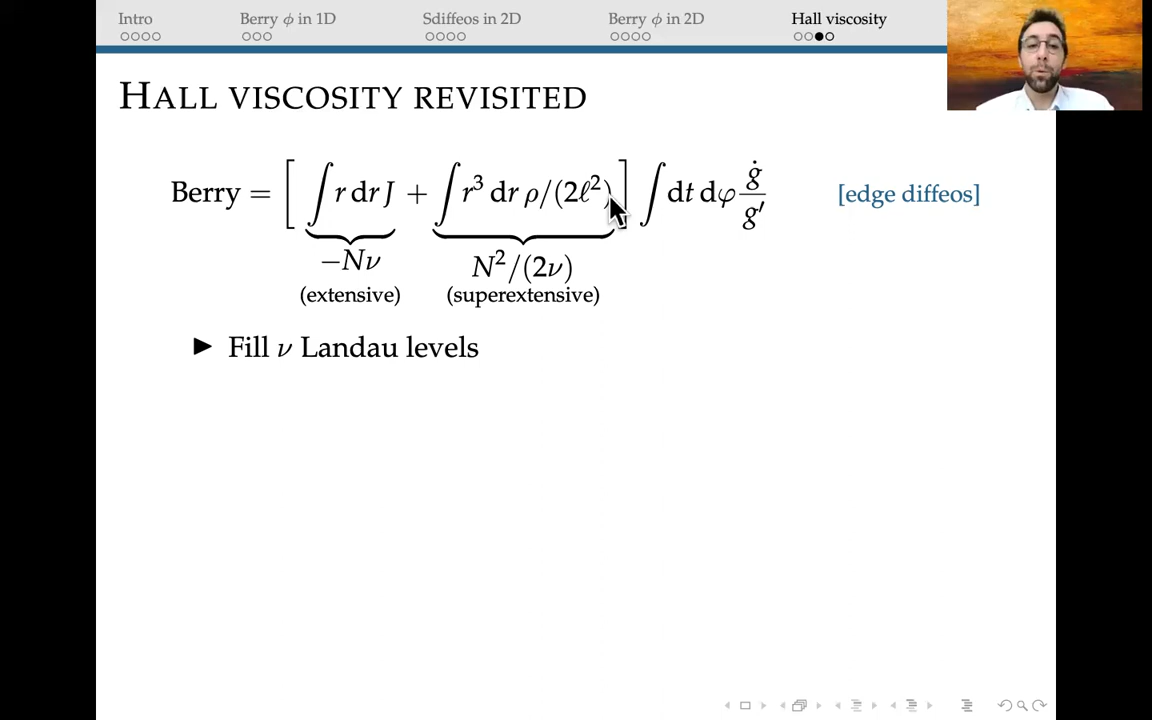 Intro Berry ϕ in 1D Sdiffeos in 2D Berry ϕ in 2D Hall viscosity
HALL VISCOSITY REVISITED
Berry = [ ∫ r dr J + ∫ r³ dr ρ/(2ℓ²) ] ∫ dt dφ ġ/g′ [edge diffeos]
−Nν N²/(2ν)
(extensive) (superextensive)
► Fill ν Landau levels